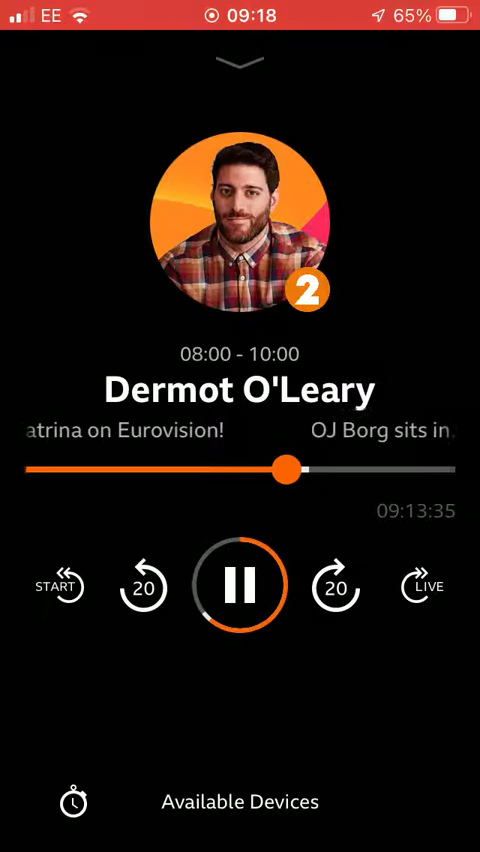 EE 09:18 65%
2
08:00 - 10:00
Dermot O'Leary
atrina on Eurovision! OJ Borg sits in.
09:13:35
START 20 20 LIVE
Available Devices